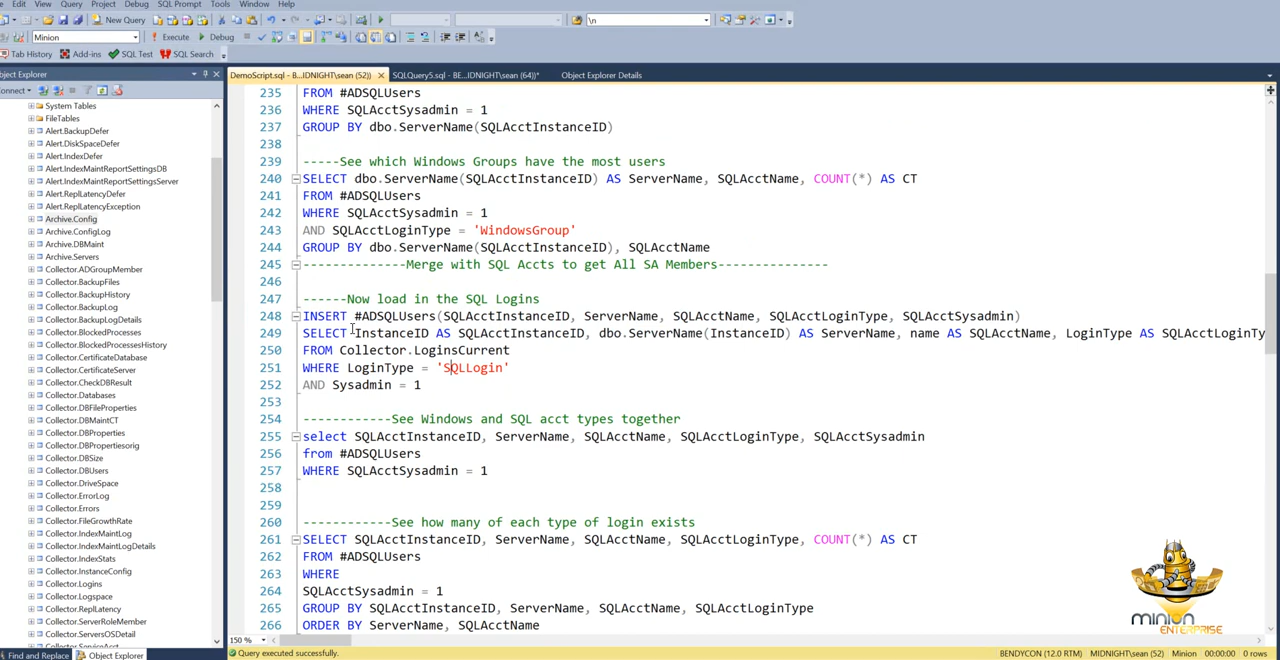 Edit View Query Project Debug SQL Prompt Tools Window Help
New Query \n
Minion Execute Debug
Tab History Add-ins SQL Test SQL Search
Object Explorer
DemoScript.sql - B...IDNIGHT\sean (52)) SQLQuery5.sql - BE...IDNIGHT\sean (64))* Object Explorer Details
Connect
System Tables
FileTables
Alert.BackupDefer
Alert.DiskSpaceDefer
Alert.IndexDefer
Alert.IndexMaintReportSettingsDB
Alert.IndexMaintReportSettingsServer
Alert.ReplLatencyDefer
Alert.ReplLatencyException
Archive.Config
Archive.ConfigLog
Archive.DBMaint
Archive.Servers
Collector.ADGroupMember
Collector.BackupFiles
Collector.BackupHistory
Collector.BackupLog
Collector.BackupLogDetails
Collector.BlockedProcesses
Collector.BlockedProcessesHistory
Collector.CertificateDatabase
Collector.CertificateServer
Collector.CheckDBResult
Collector.Databases
Collector.DBFileProperties
Collector.DBMaintCT
Collector.DBProperties
Collector.DBPropertiesorig
Collector.DBSize
Collector.DBUsers
Collector.DriveSpace
Collector.ErrorLog
Collector.Errors
Collector.FileGrowthRate
Collector.IndexMaintLog
Collector.IndexMaintLogDetails
Collector.IndexStats
Collector.InstanceConfig
Collector.Logins
Collector.Logspace
Collector.ReplLatency
Collector.ServerRoleMember
Collector.ServersOSDetail
Collector.ServiceAcct
235 FROM #ADSQLUsers
236 WHERE SQLAcctSysadmin = 1
237 GROUP BY dbo.ServerName(SQLAcctInstanceID)
238
239 -----See which Windows Groups have the most users
240 SELECT dbo.ServerName(SQLAcctInstanceID) AS ServerName, SQLAcctName, COUNT(*) AS CT
241 FROM #ADSQLUsers
242 WHERE SQLAcctSysadmin = 1
243 AND SQLAcctLoginType = 'WindowsGroup'
244 GROUP BY dbo.ServerName(SQLAcctInstanceID), SQLAcctName
245 -------------Merge with SQL Accts to get All SA Members---------------
246
247 ------Now load in the SQL Logins
248 INSERT #ADSQLUsers(SQLAcctInstanceID, ServerName, SQLAcctName, SQLAcctLoginType, SQLAcctSysadmin)
249 SELECT InstanceID AS SQLAcctInstanceID, dbo.ServerName(InstanceID) AS ServerName, name AS SQLAcctName, LoginType AS SQLAcctLoginTy
250 FROM Collector.LoginsCurrent
251 WHERE LoginType = 'SQLLogin'
252 AND Sysadmin = 1
253
254 ------------See Windows and SQL acct types together
255 select SQLAcctInstanceID, ServerName, SQLAcctName, SQLAcctLoginType, SQLAcctSysadmin
256 from #ADSQLUsers
257 WHERE SQLAcctSysadmin = 1
258
259
260 ------------See how many of each type of login exists
261 SELECT SQLAcctInstanceID, ServerName, SQLAcctName, SQLAcctLoginType, COUNT(*) AS CT
262 FROM #ADSQLUsers
263 WHERE
264 SQLAcctSysadmin = 1
265 GROUP BY SQLAcctInstanceID, ServerName, SQLAcctName, SQLAcctLoginType
266 ORDER BY ServerName, SQLAcctName
minion
ENTERPRISE
150 %
Find and Replace Object Explorer Query executed successfully. BENDYCON (12.0 RTM) MIDNIGHT\sean (52) Minion 00:00:00 0 rows